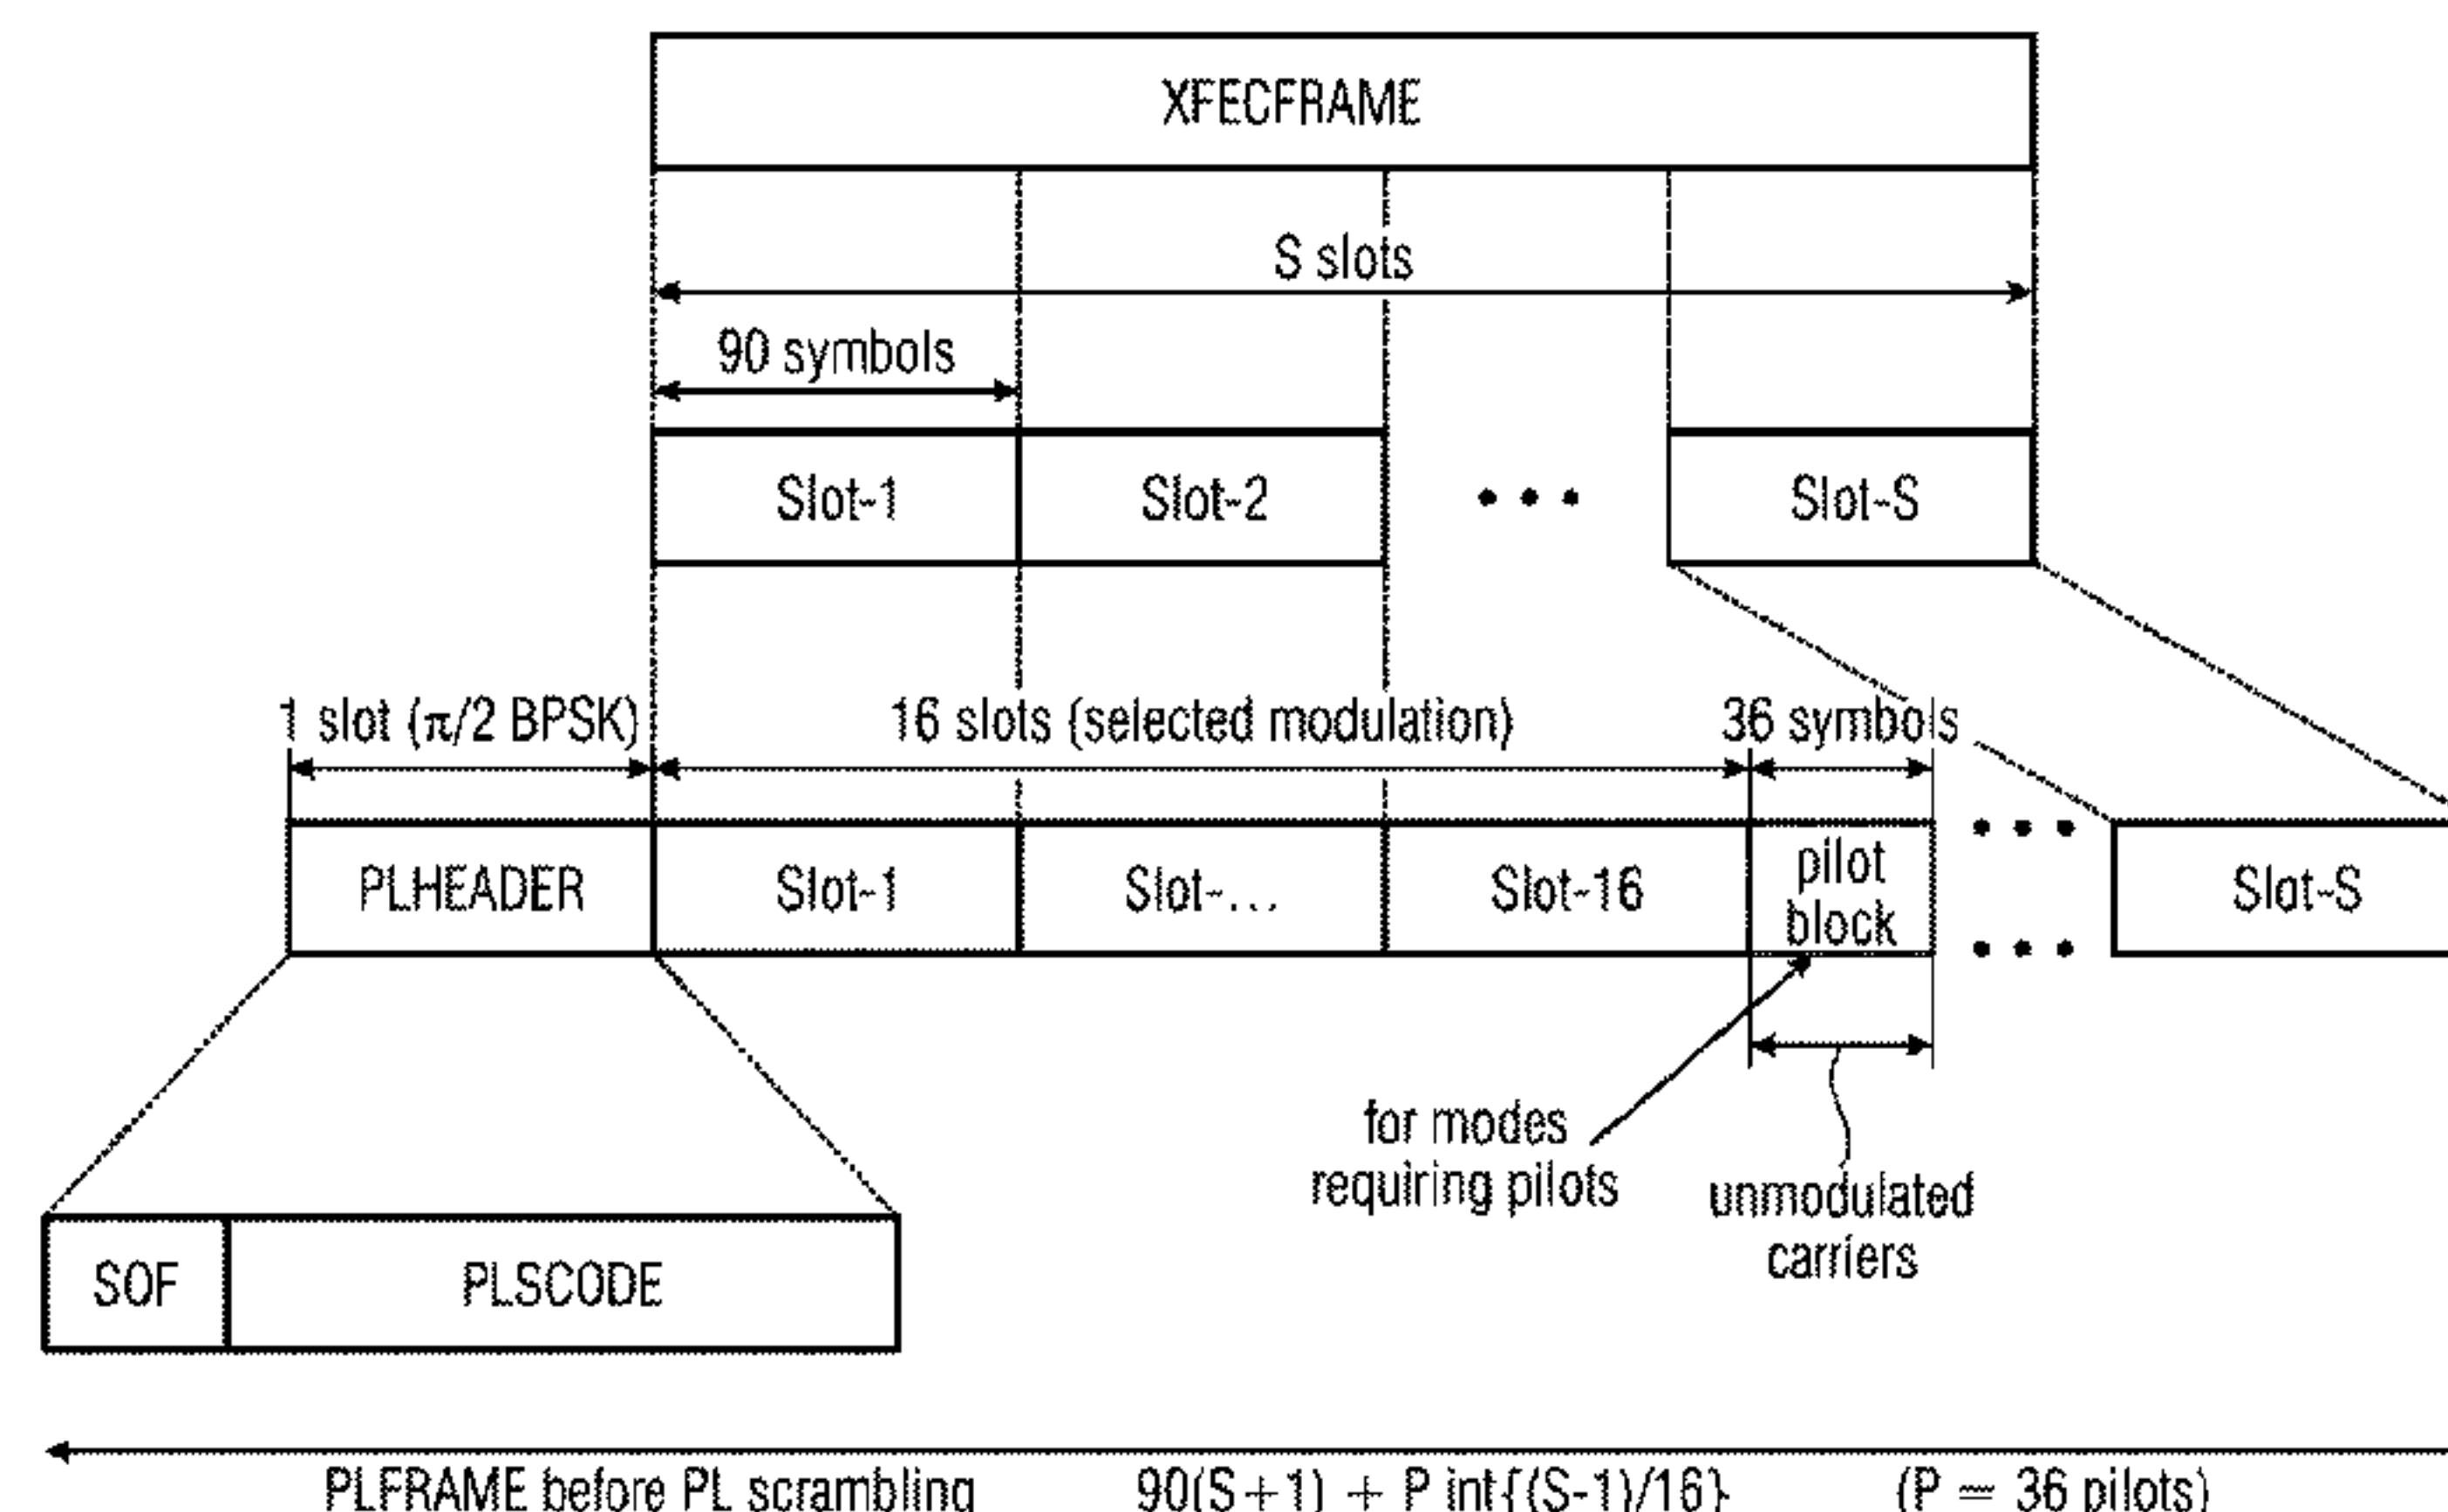 XFECFRAME
S slots
90 symbols
Slot-1
Slot-2
• • •
Slot-S
1 slot (π/2 BPSK)
16 slots (selected modulation)
36 symbols
PLHEADER
Slot-1
Slot-...
Slot-16
pilot
block
• • •
• • •
Slot-S
for modes
requiring pilots
unmodulated
carriers
SOF
PLSCODE
PLFRAME before PL scrambling
90(S+1) + P int{(S-1)/16}
(P = 36 pilots)